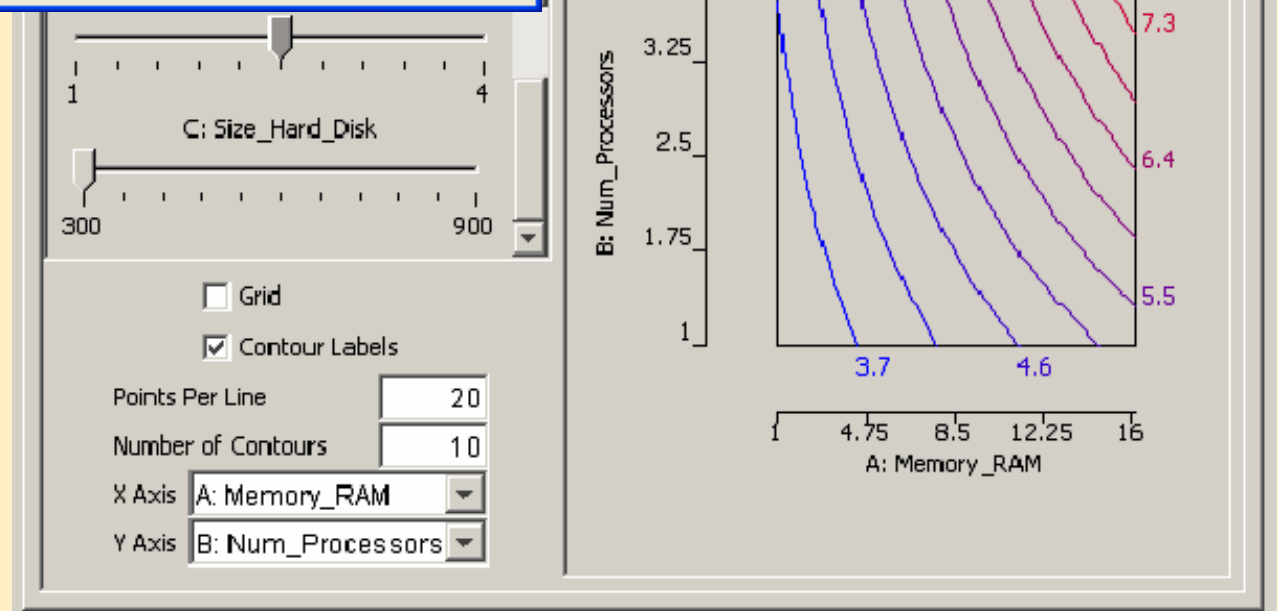 1 4
C: Size_Hard_Disk
300 900
Grid
Contour Labels
Points Per Line 20
Number of Contours 10
X Axis A: Memory_RAM
Y Axis B: Num_Processors
B: Num_Processors
3.25
2.5
1.75
1
7.3
6.4
5.5
3.7 4.6
1 4.75 8.5 12.25 16
A: Memory_RAM